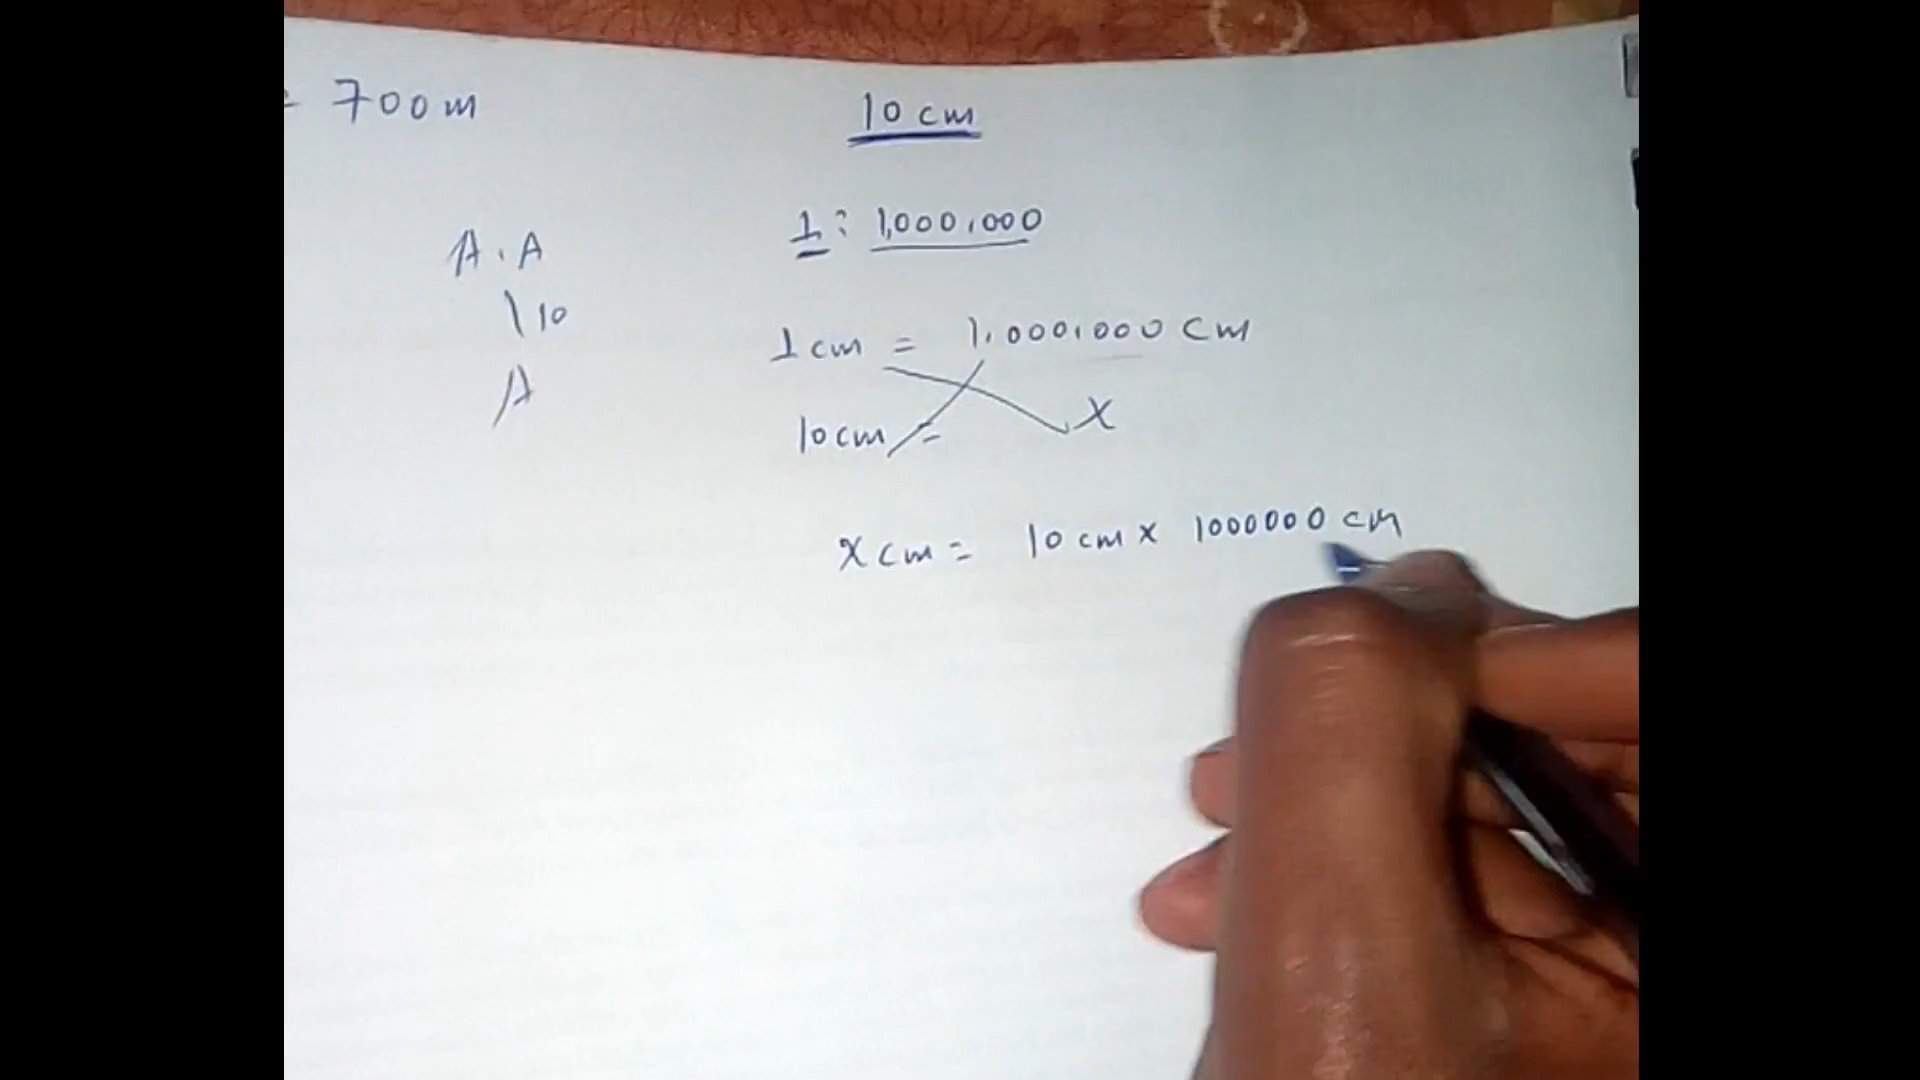 = 700m
10 cm
1 : 1,000,000
A.A
10
A
1 cm = 1,000,000 cm
10 cm = X
x cm = 10 cm x 1000000 cm